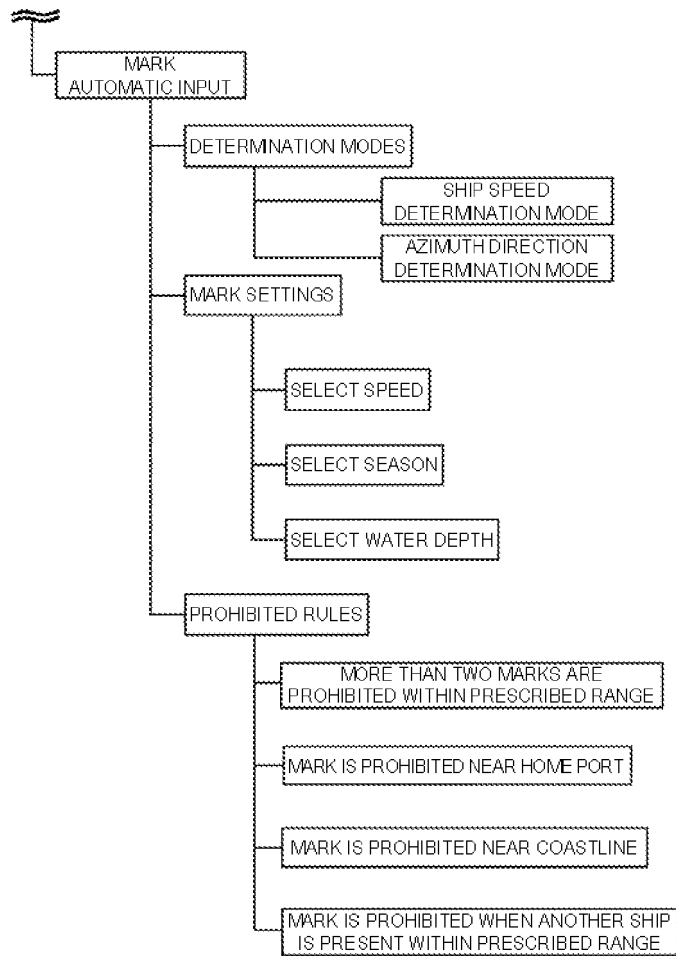 MARK
AUTOMATIC INPUT
DETERMINATION MODES
SHIP SPEED
DETERMINATION MODE
AZIMUTH DIRECTION
DETERMINATION MODE
MARK SETTINGS
SELECT SPEED
SELECT SEASON
SELECT WATER DEPTH
PROHIBITED RULES
MORE THAN TWO MARKS ARE
PROHIBITED WITHIN PRESCRIBED RANGE
MARK IS PROHIBITED NEAR HOME PORT
MARK IS PROHIBITED NEAR COASTLINE
MARK IS PROHIBITED WHEN ANOTHER SHIP
IS PRESENT WITHIN PRESCRIBED RANGE